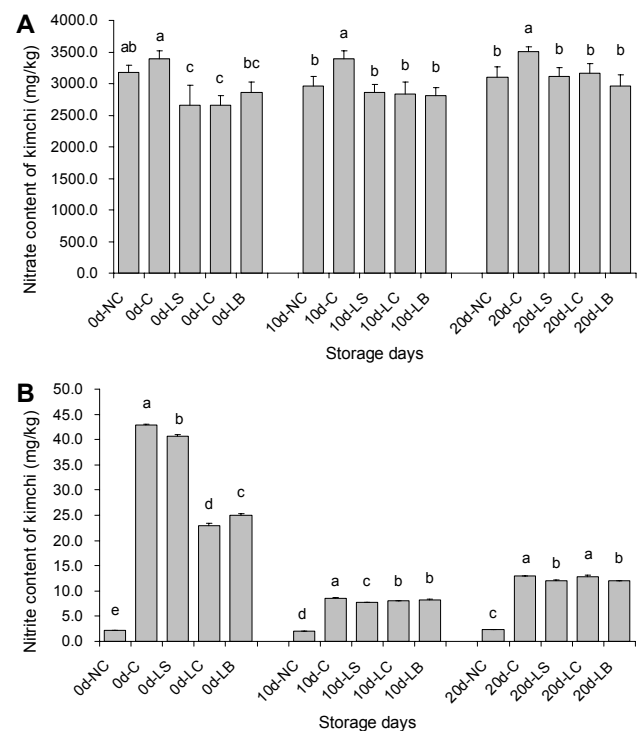 A
Nitrate content of kimchi (mg/kg)
4000.0
3500.0
3000.0
2500.0
2000.0
1500.0
1000.0
500.0
0.0
ab a c c bc b a b b b b a b b b
0d-NC 0d-C 0d-LS 0d-LC 0d-LB 10d-NC 10d-C 10d-LS 10d-LC 10d-LB 20d-NC 20d-C 20d-LS 20d-LC 20d-LB
Storage days
B
Nitrite content of kimchi (mg/kg)
50.0
45.0
40.0
35.0
30.0
25.0
20.0
15.0
10.0
5.0
0.0
e a b d c d a c b b c a b a b
0d-NC 0d-C 0d-LS 0d-LC 0d-LB 10d-NC 10d-C 10d-LS 10d-LC 10d-LB 20d-NC 20d-C 20d-LS 20d-LC 20d-LB
Storage days